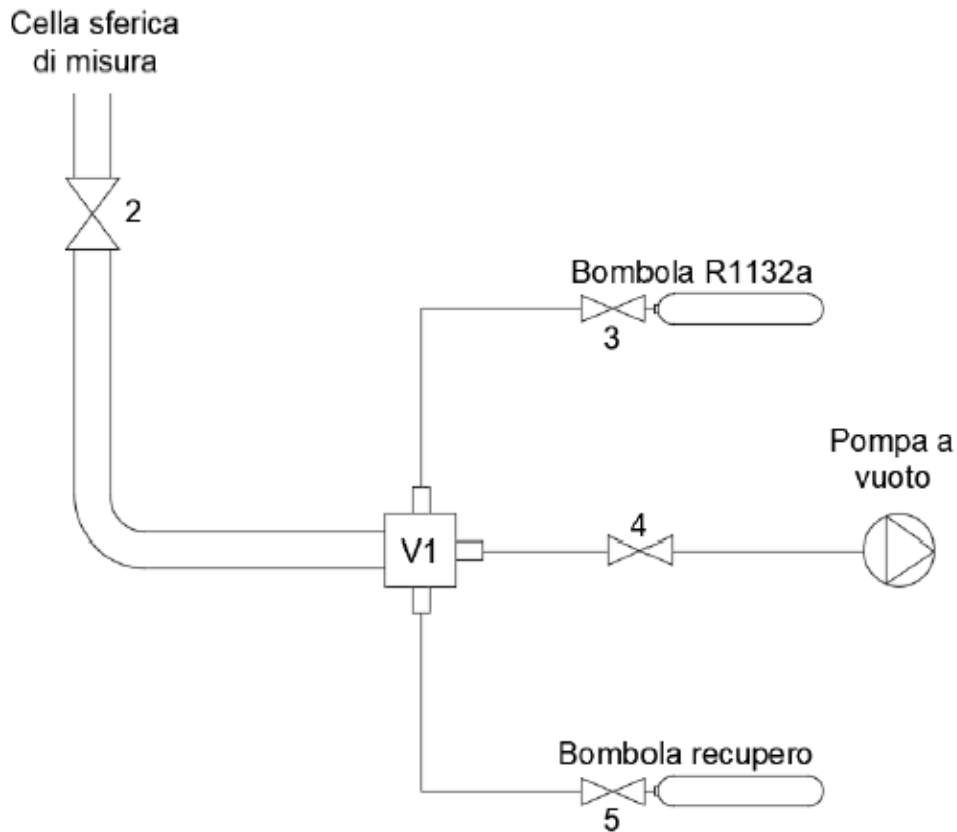 Cella sferica
di misura
2
Bombola R1132a
3
Pompa a
vuoto
4
V1
Bombola recupero
5